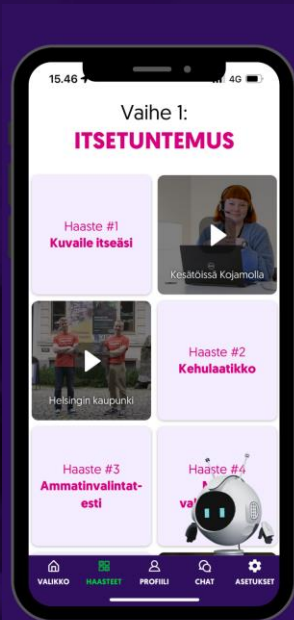 15.46
4G
Vaihe 1:
ITSETUNTEMUS
Haaste #1
Kuvaile itseäsi
Kesätöissä Kojamolla
Helsingin kaupunki
Haaste #2
Kehulaatikko
Haaste #3
Ammatinvalintat-
esti
Haaste #4
VALIKKO
HAASTEET
PROFIILI
CHAT
ASETUKSET